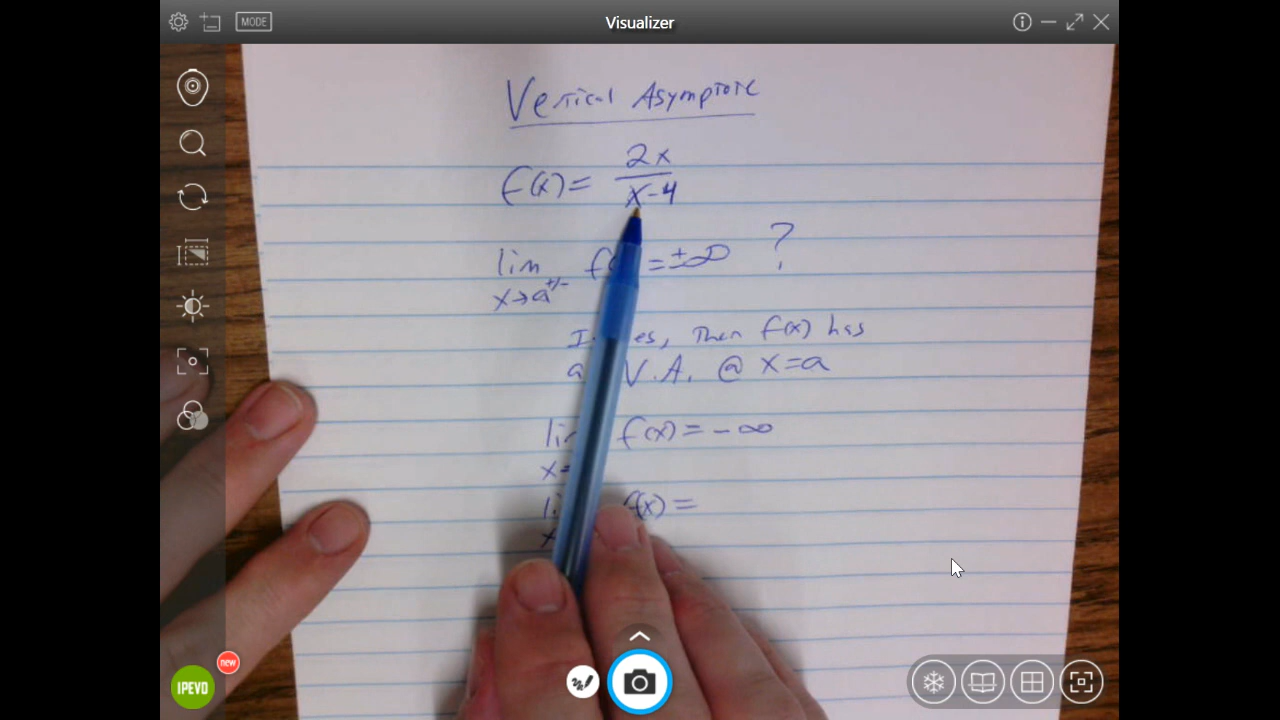 MODE
Visualizer
Vertical Asymptote
f(x) = 2x / x-4
lim f( = ±∞ ?
x→a+/-
es, Then f(x) has
a V.A. @ x=a
f(x) = -∞
f(x) =
new
IPEVO